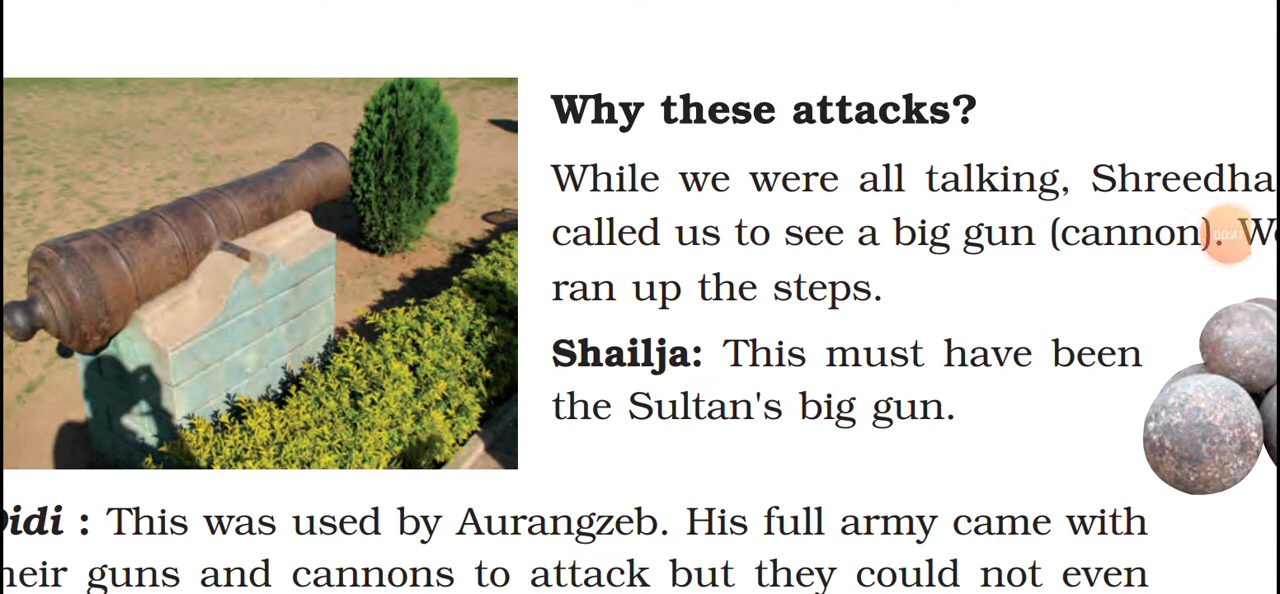 Why these attacks?
While we were all talking, Shreedha
called us to see a big gun (cannon). W
ran up the steps.
Shailja: This must have been
the Sultan's big gun.
idi : This was used by Aurangzeb. His full army came with
heir guns and cannons to attack but they could not even